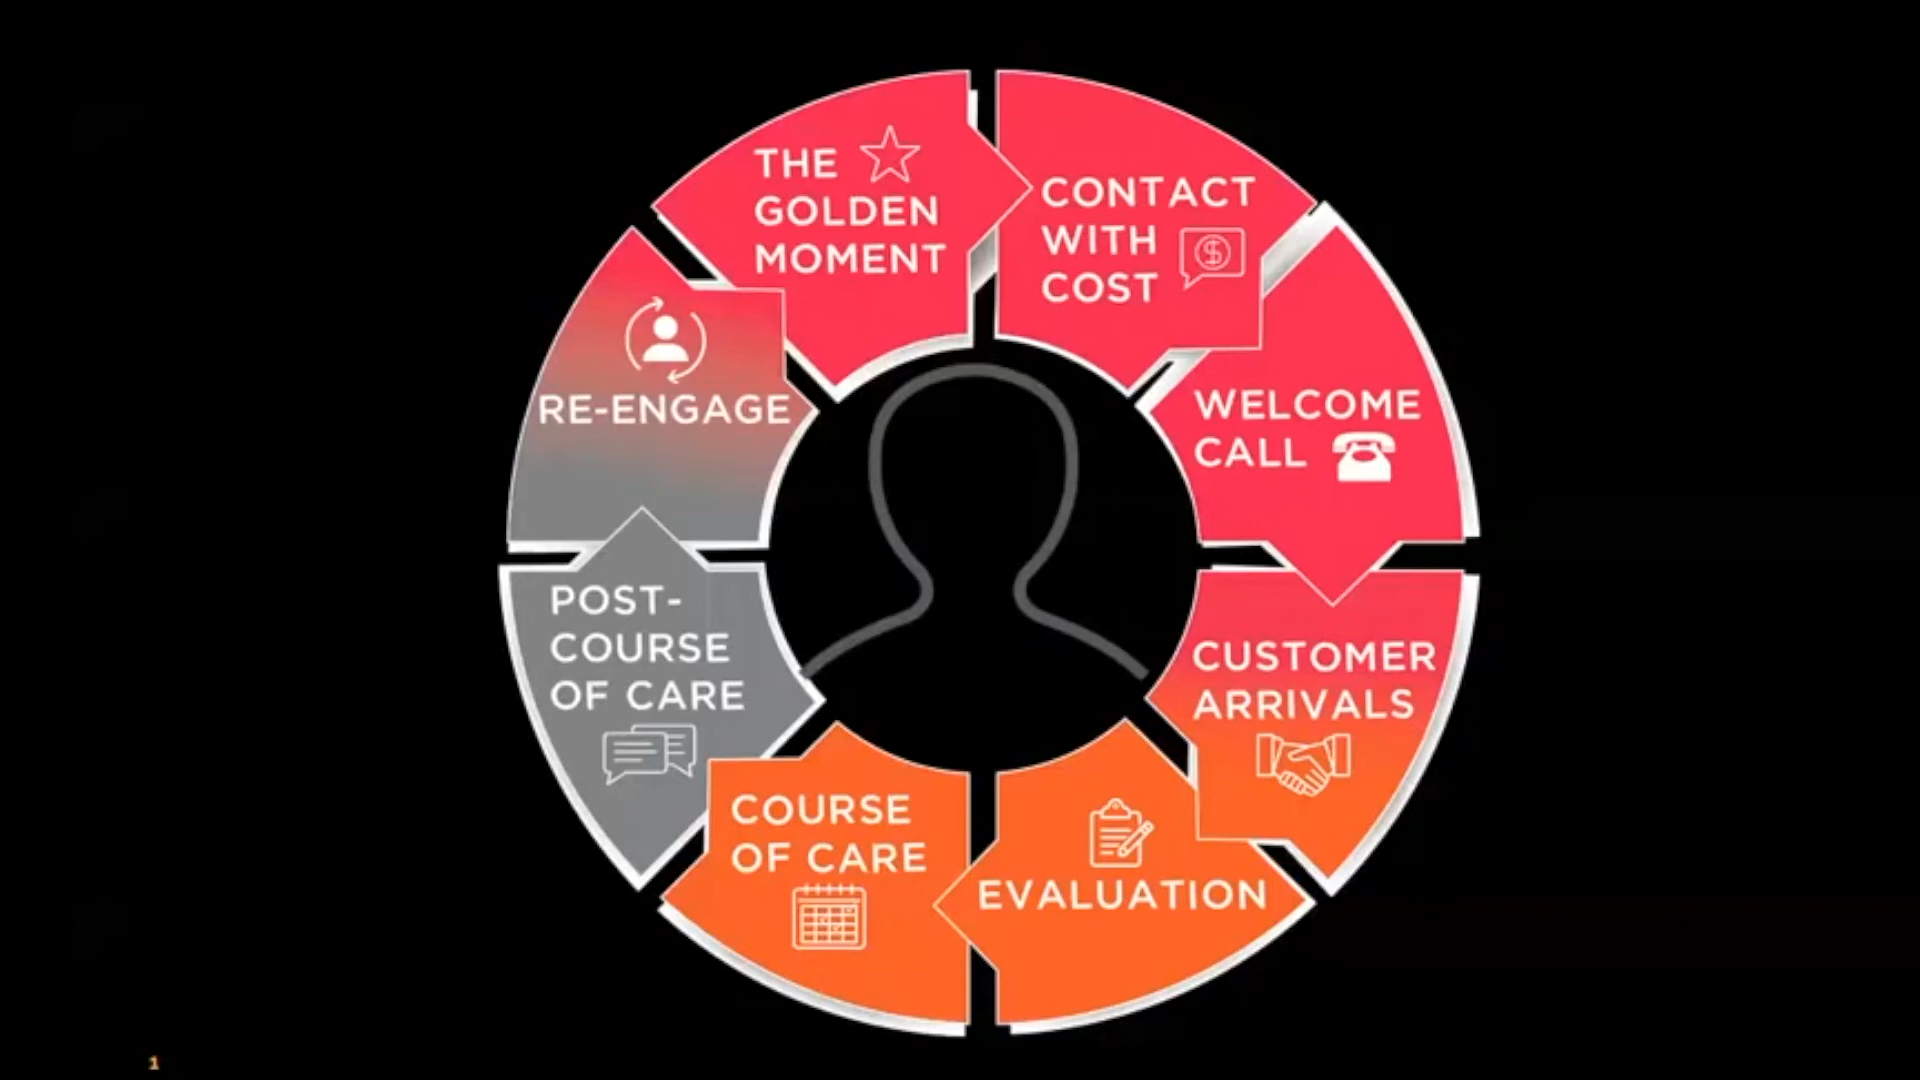 THE
GOLDEN
MOMENT
CONTACT
WITH
COST
$
WELCOME
CALL
CUSTOMER
ARRIVALS
EVALUATION
COURSE
OF CARE
POST-
COURSE
OF CARE
RE-ENGAGE
1